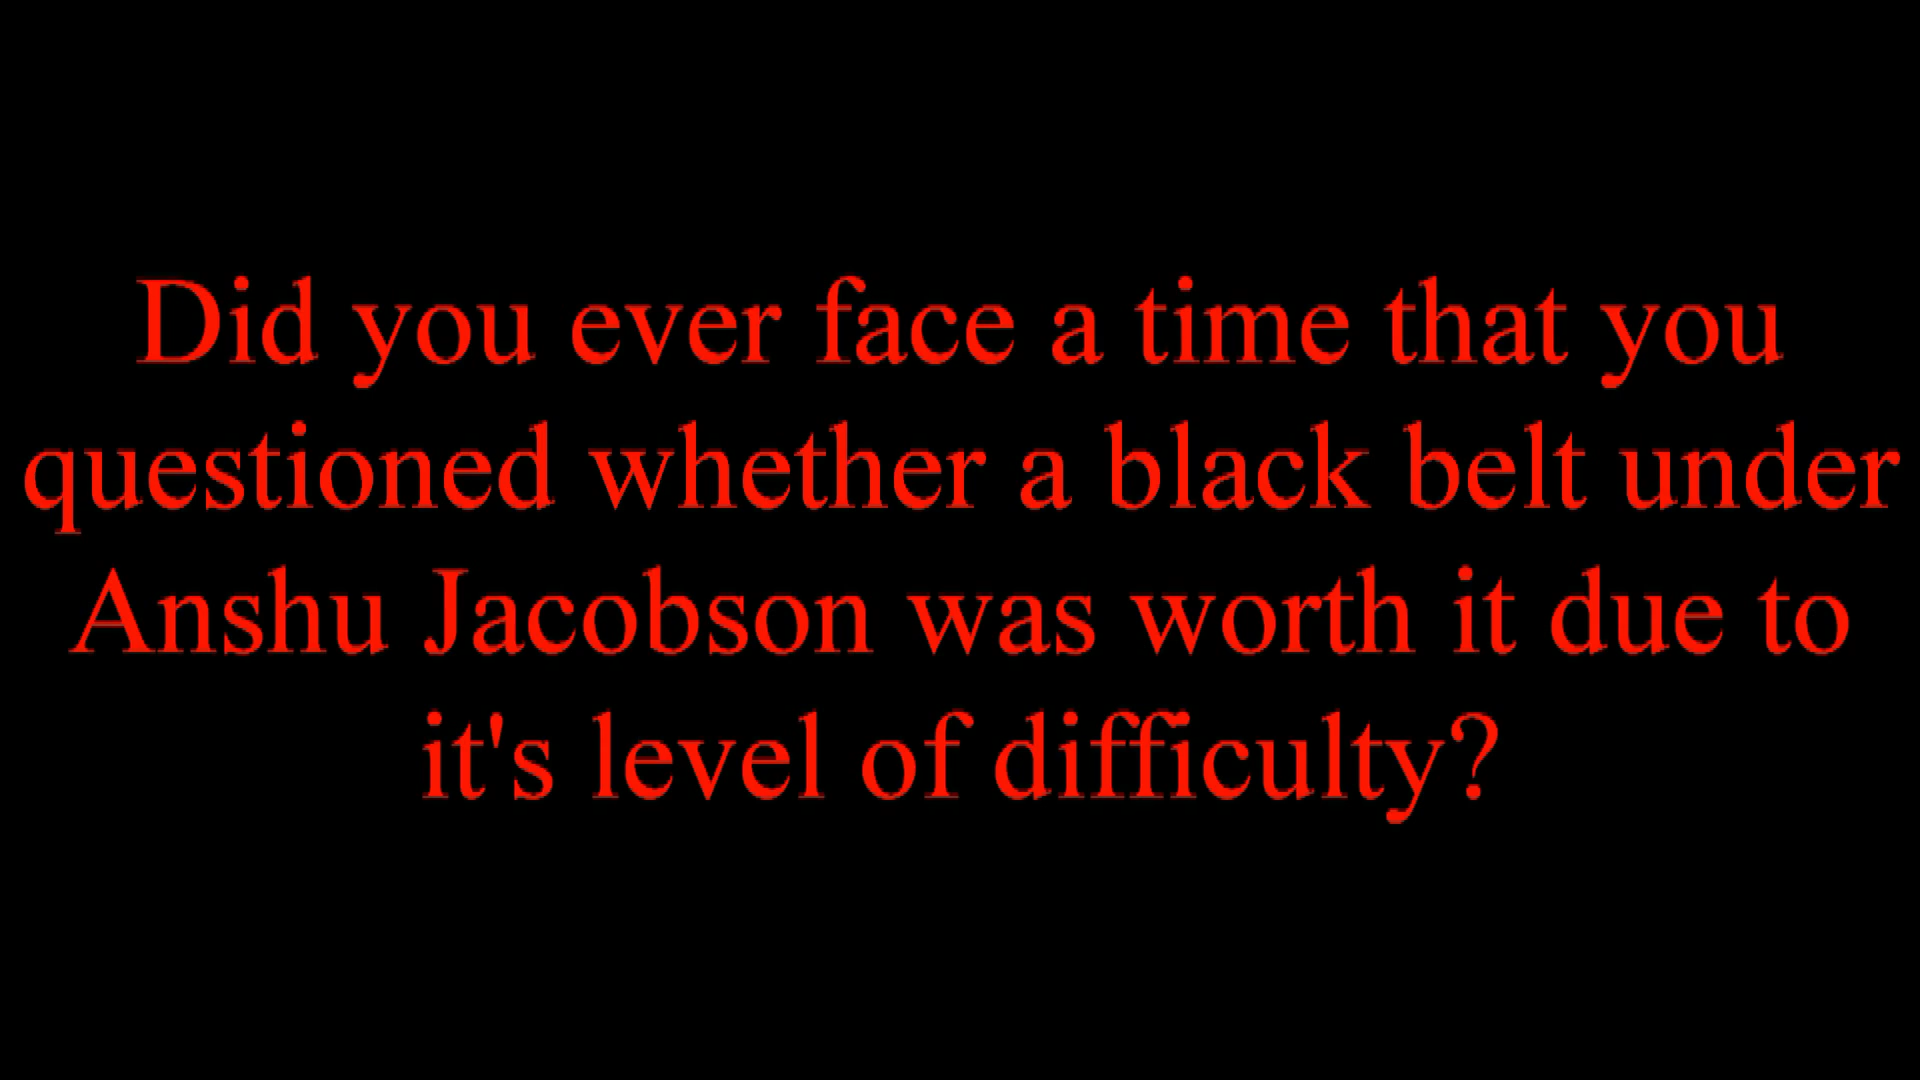 Did you ever face a time that you
questioned whether a black belt under
Anshu Jacobson was worth it due to
it's level of difficulty?